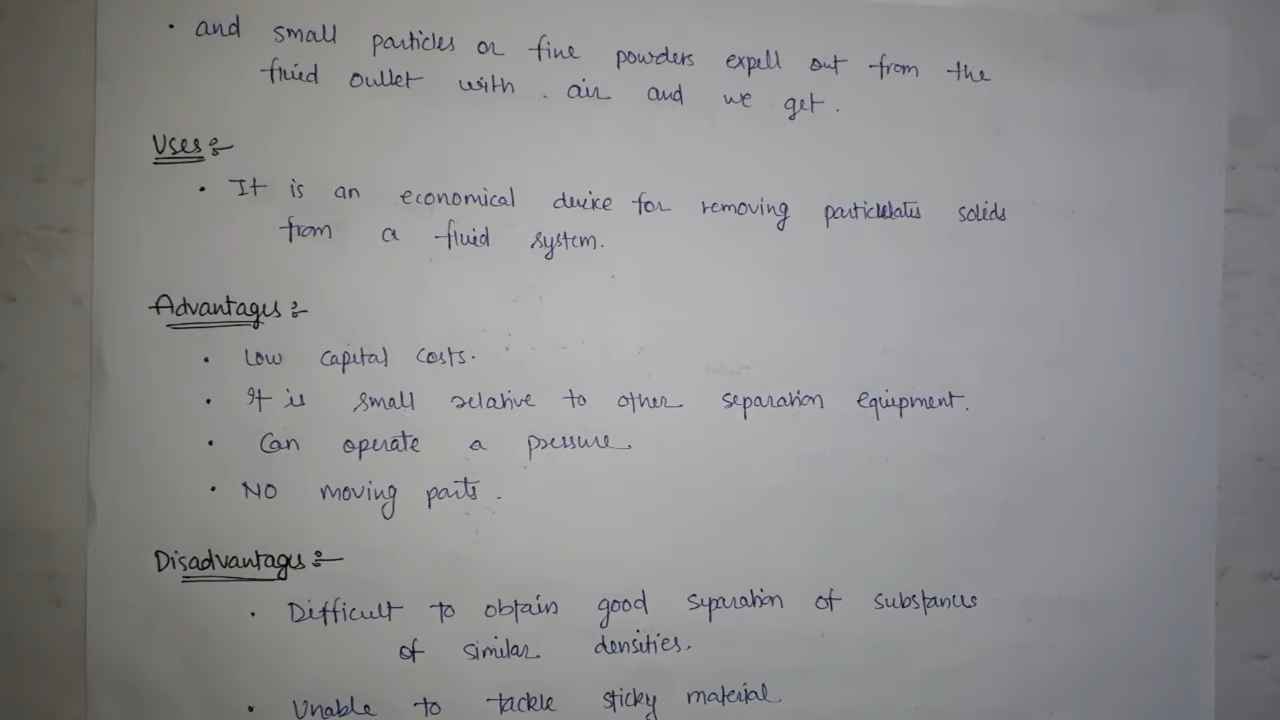 • and small particles or fine powders expell out from the
fluid outlet with . air and we get .
Uses :-
• It is an economical device for removing particulates solids
from a fluid system.
Advantages :-
• Low capital costs.
• It is small relative to other separation equipment.
• Can operate a pressure.
• NO moving parts .
Disadvantages :-
• Difficult to obtain good separation of substances
of similar densities.
• Unable to tackle sticky material.